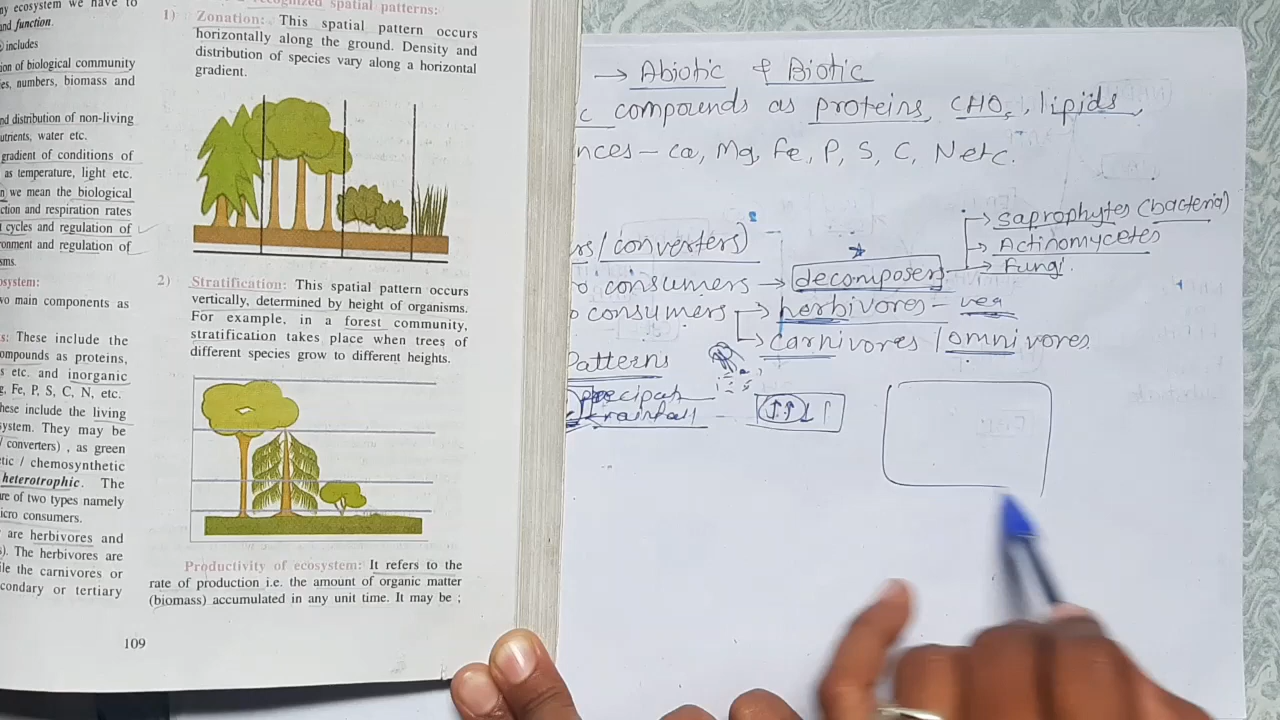 ny ecosystem we have to
and function.
includes
ion of biological community
es, numbers, biomass and
nd distribution of non-living
utrients, water etc.
gradient of conditions of
as temperature, light etc.
n we mean the biological
ction and respiration rates
l cycles and regulation of
ronment and regulation of
sms.
osystem:
wo main components as
s: These include the
ompounds as proteins,
s etc. and inorganic
g, Fe, P, S, C, N, etc.
hese include the living
system. They may be
/ converters) , as green
etic / chemosynthetic
heterotrophic. The
are of two types namely
icro consumers.
are herbivores and
s). The herbivores are
ile the carnivores or
condary or tertiary
recognized spatial patterns:
1) Zonation: This spatial pattern occurs
horizontally along the ground. Density and
distribution of species vary along a horizontal
gradient.
2) Stratification: This spatial pattern occurs
vertically, determined by height of organisms.
For example, in a forest community,
stratification takes place when trees of
different species grow to different heights.
Productivity of ecosystem: It refers to the
rate of production i.e. the amount of organic matter
(biomass) accumulated in any unit time. It may be ;
109
→ Abiotic & Biotic
c compounds as proteins, CHO, lipids
nces - Ca, Mg, Fe, P, S, C, N etc.
rs/converters)
o consumers → decomposers → saprophytes (bacteria)
→ Actinomycetes
→ Fungi.
o consumers → herbivores -
→ carnivores / omnivores.
Patterns
rainfall -